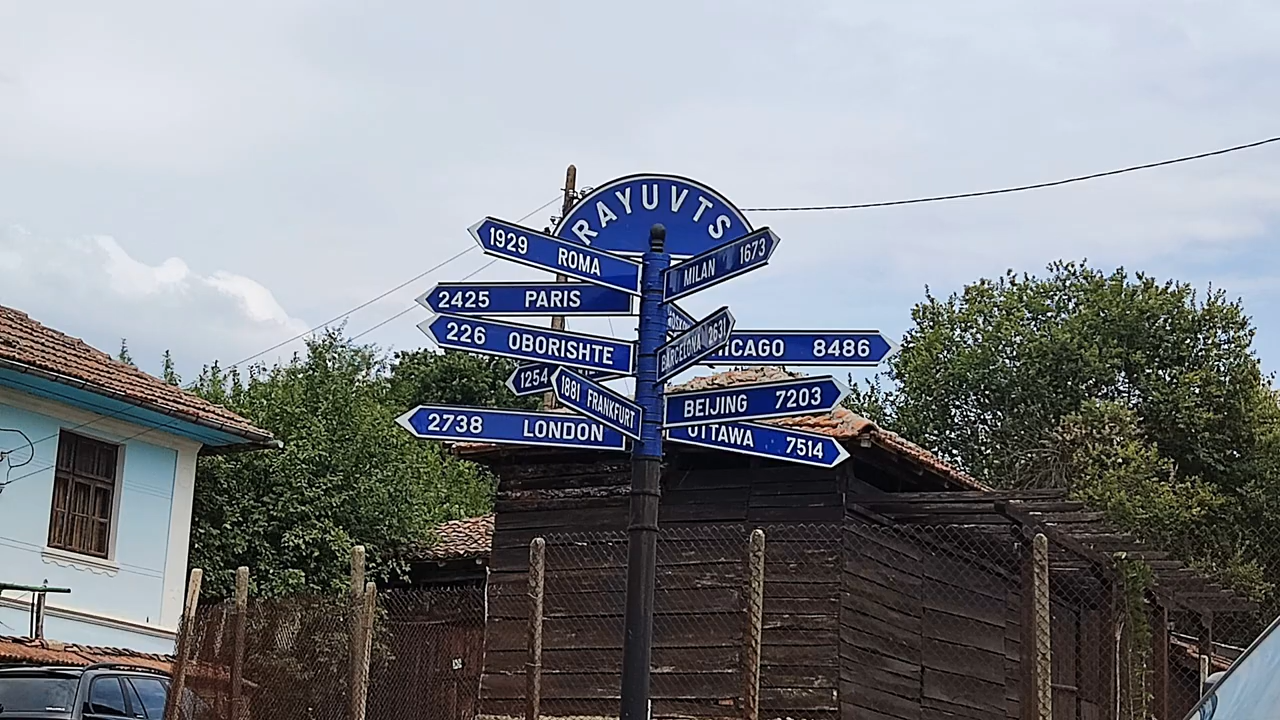 RAYUVTS
1929 ROMA
MILAN 1673
2425 PARIS
226 OBORISHTE
BARCELONA 2631
ICAGO 8486
1254
1881 FRANKFURT
BEIJING 7203
2738 LONDON
OTTAWA 7514